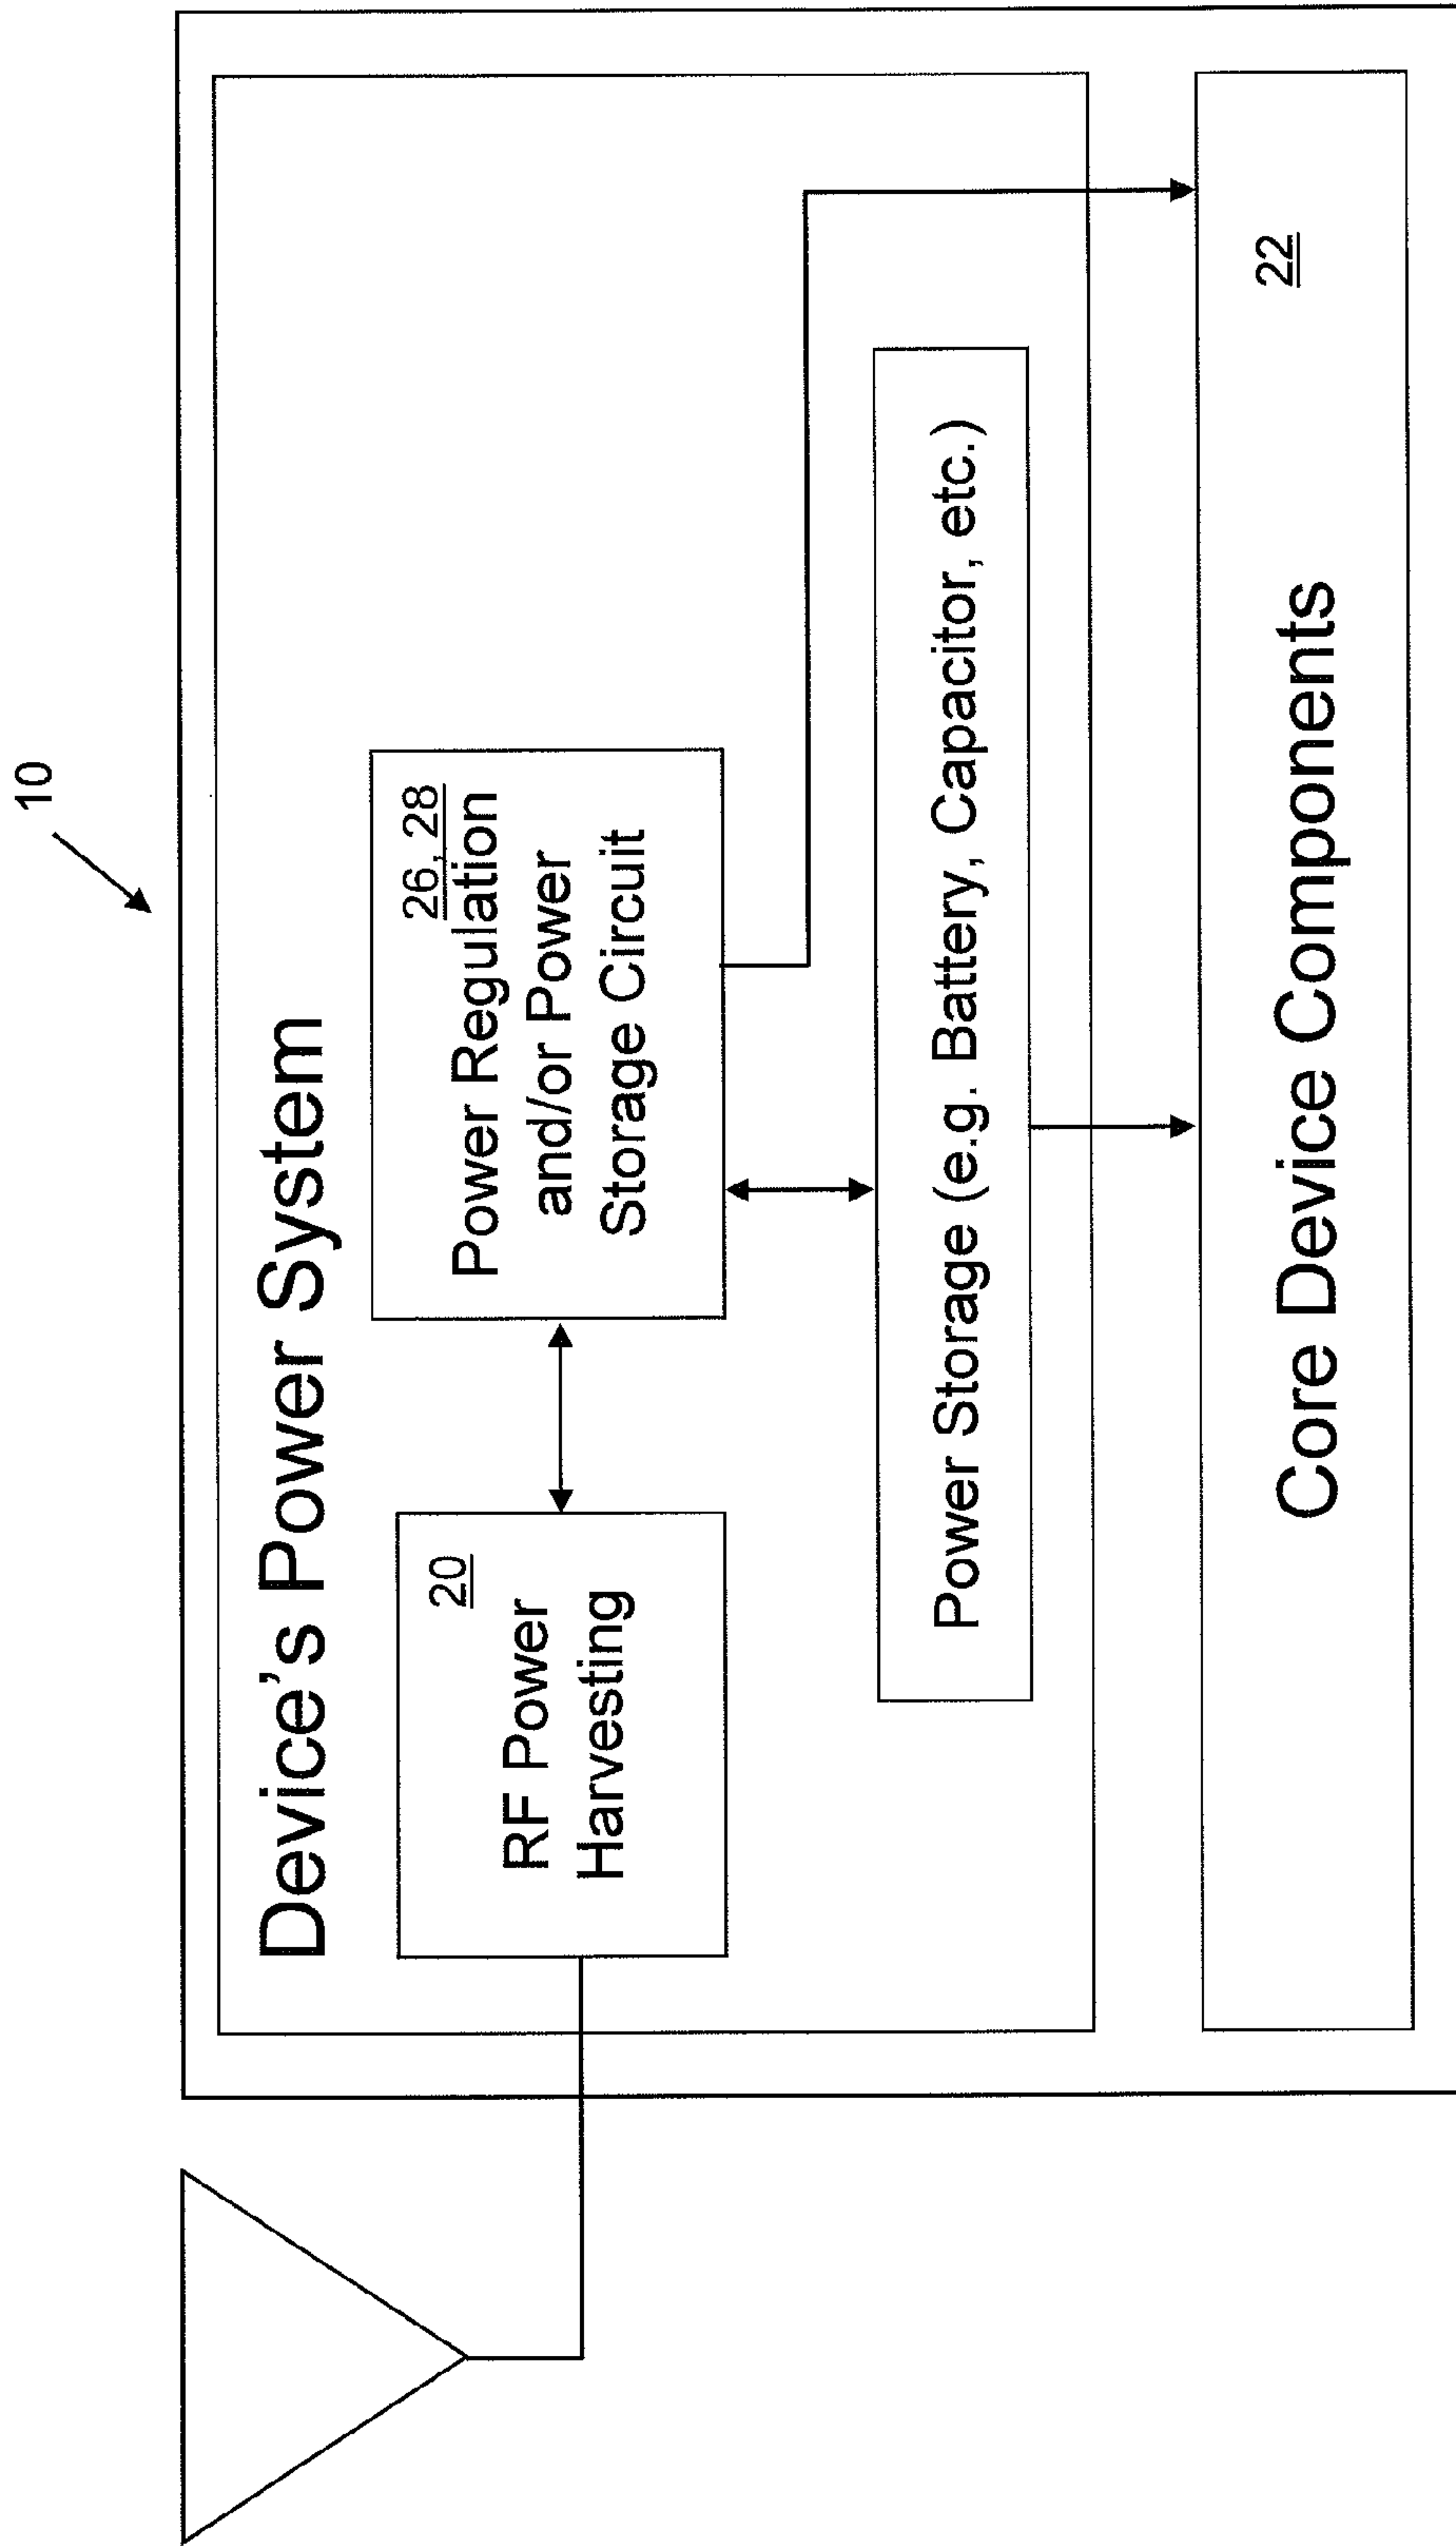 10
Device's Power System
20
RF Power
Harvesting
26, 28
Power Regulation
and/or Power
Storage Circuit
Power Storage (e.g. Battery, Capacitor, etc.)
22
Core Device Components